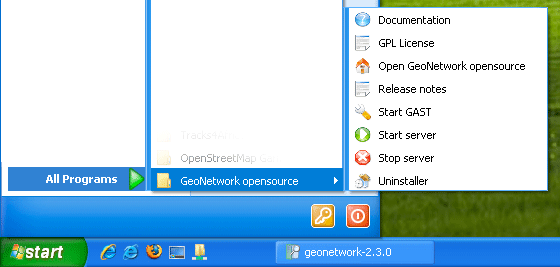 Documentation
GPL License
Open GeoNetwork opensource
Release notes
Start GAST
Start server
Stop server
Uninstaller
OpenStreetMap
All Programs
GeoNetwork opensource
start
geonetwork-2.3.0